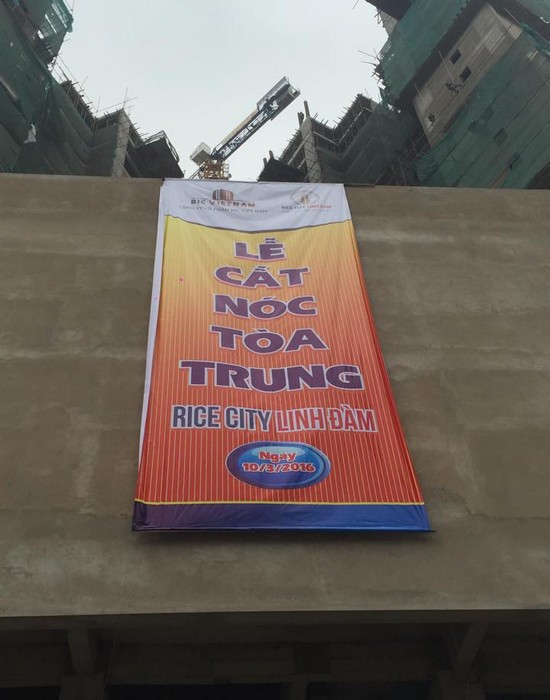 BIC VIETNAM
LỄ
CẤT
NÓC
TÒA
TRUNG
RICE CITY LINH ĐÀM
Ngày
10/3/2016